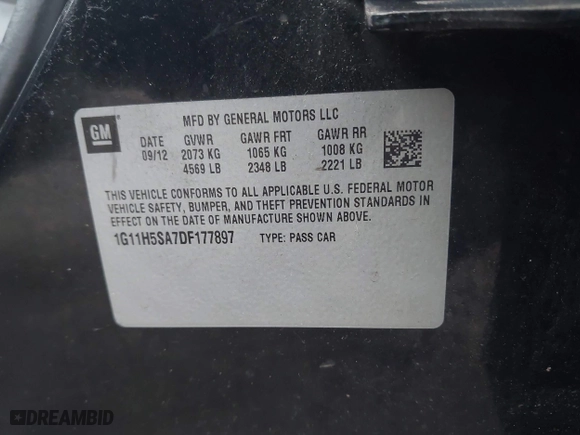 MFD BY GENERAL MOTORS LLC
GM
DATE GVWR GAWR FRT GAWR RR
09/12 2073 KG 1065 KG 1008 KG
4569 LB 2348 LB 2221 LB
THIS VEHICLE CONFORMS TO ALL APPLICABLE U.S. FEDERAL MOTOR
VEHICLE SAFETY, BUMPER, AND THEFT PREVENTION STANDARDS IN
EFFECT ON THE DATE OF MANUFACTURE SHOWN ABOVE.
1G11H5SA7DF177897 TYPE: PASS CAR
DREAMBID